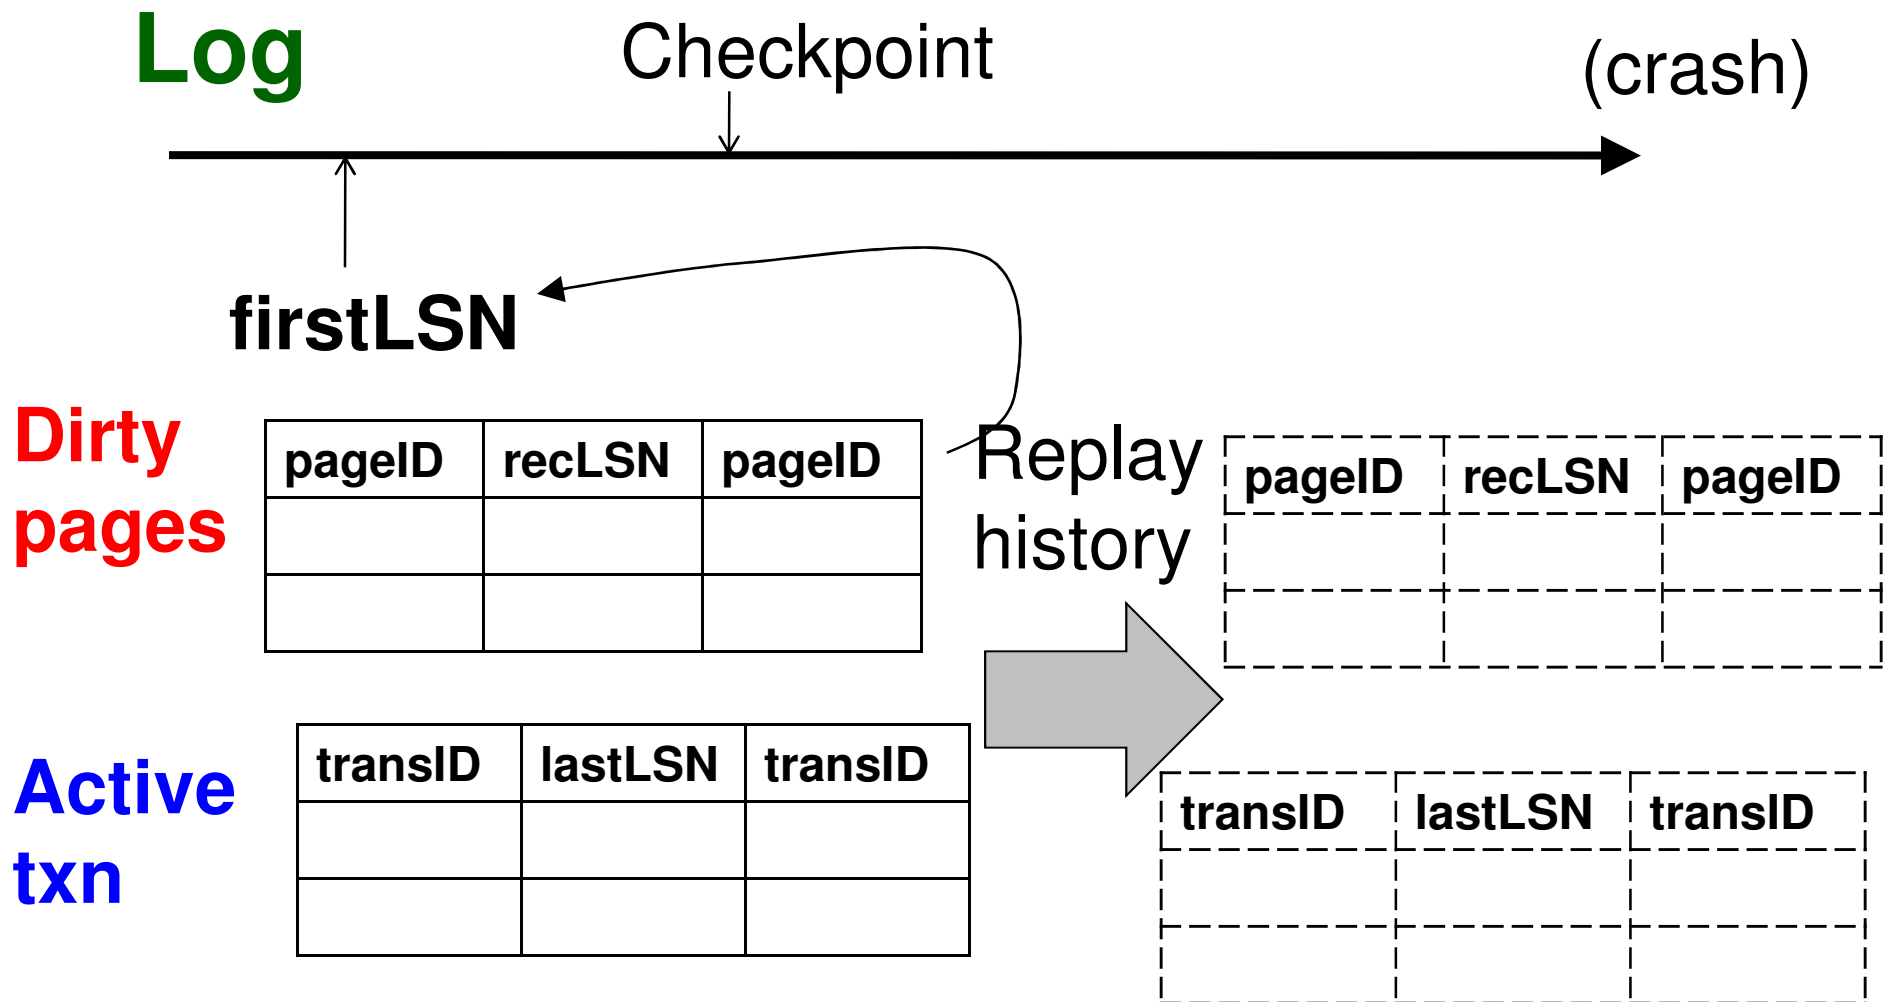 Log
Checkpoint
(crash)
firstLSN
Dirty
pages
pageID recLSN pageID
Replay
history
pageID recLSN pageID
Active
txn
transID lastLSN transID
transID lastLSN transID